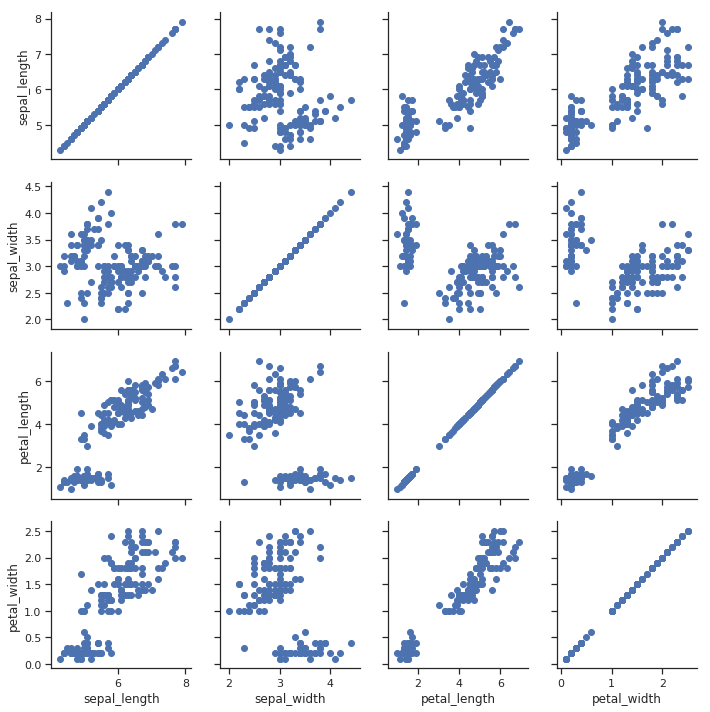 8
7
6
5
sepal_length
4.5
4.0
3.5
3.0
2.5
2.0
sepal_width
6
4
2
petal_length
2.5
2.0
1.5
1.0
0.5
0.0
petal_width
6 8
2 3 4
2 4 6
0 1 2
sepal_length sepal_width petal_length petal_width